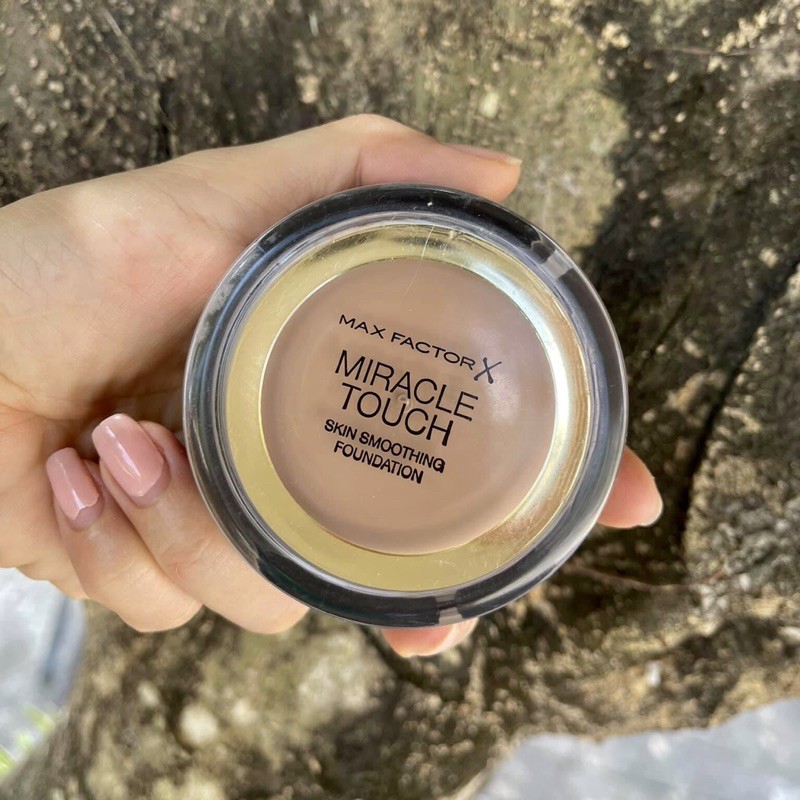 MAX FACTOR X
MIRACLE
TOUCH
SKIN SMOOTHING
FOUNDATION